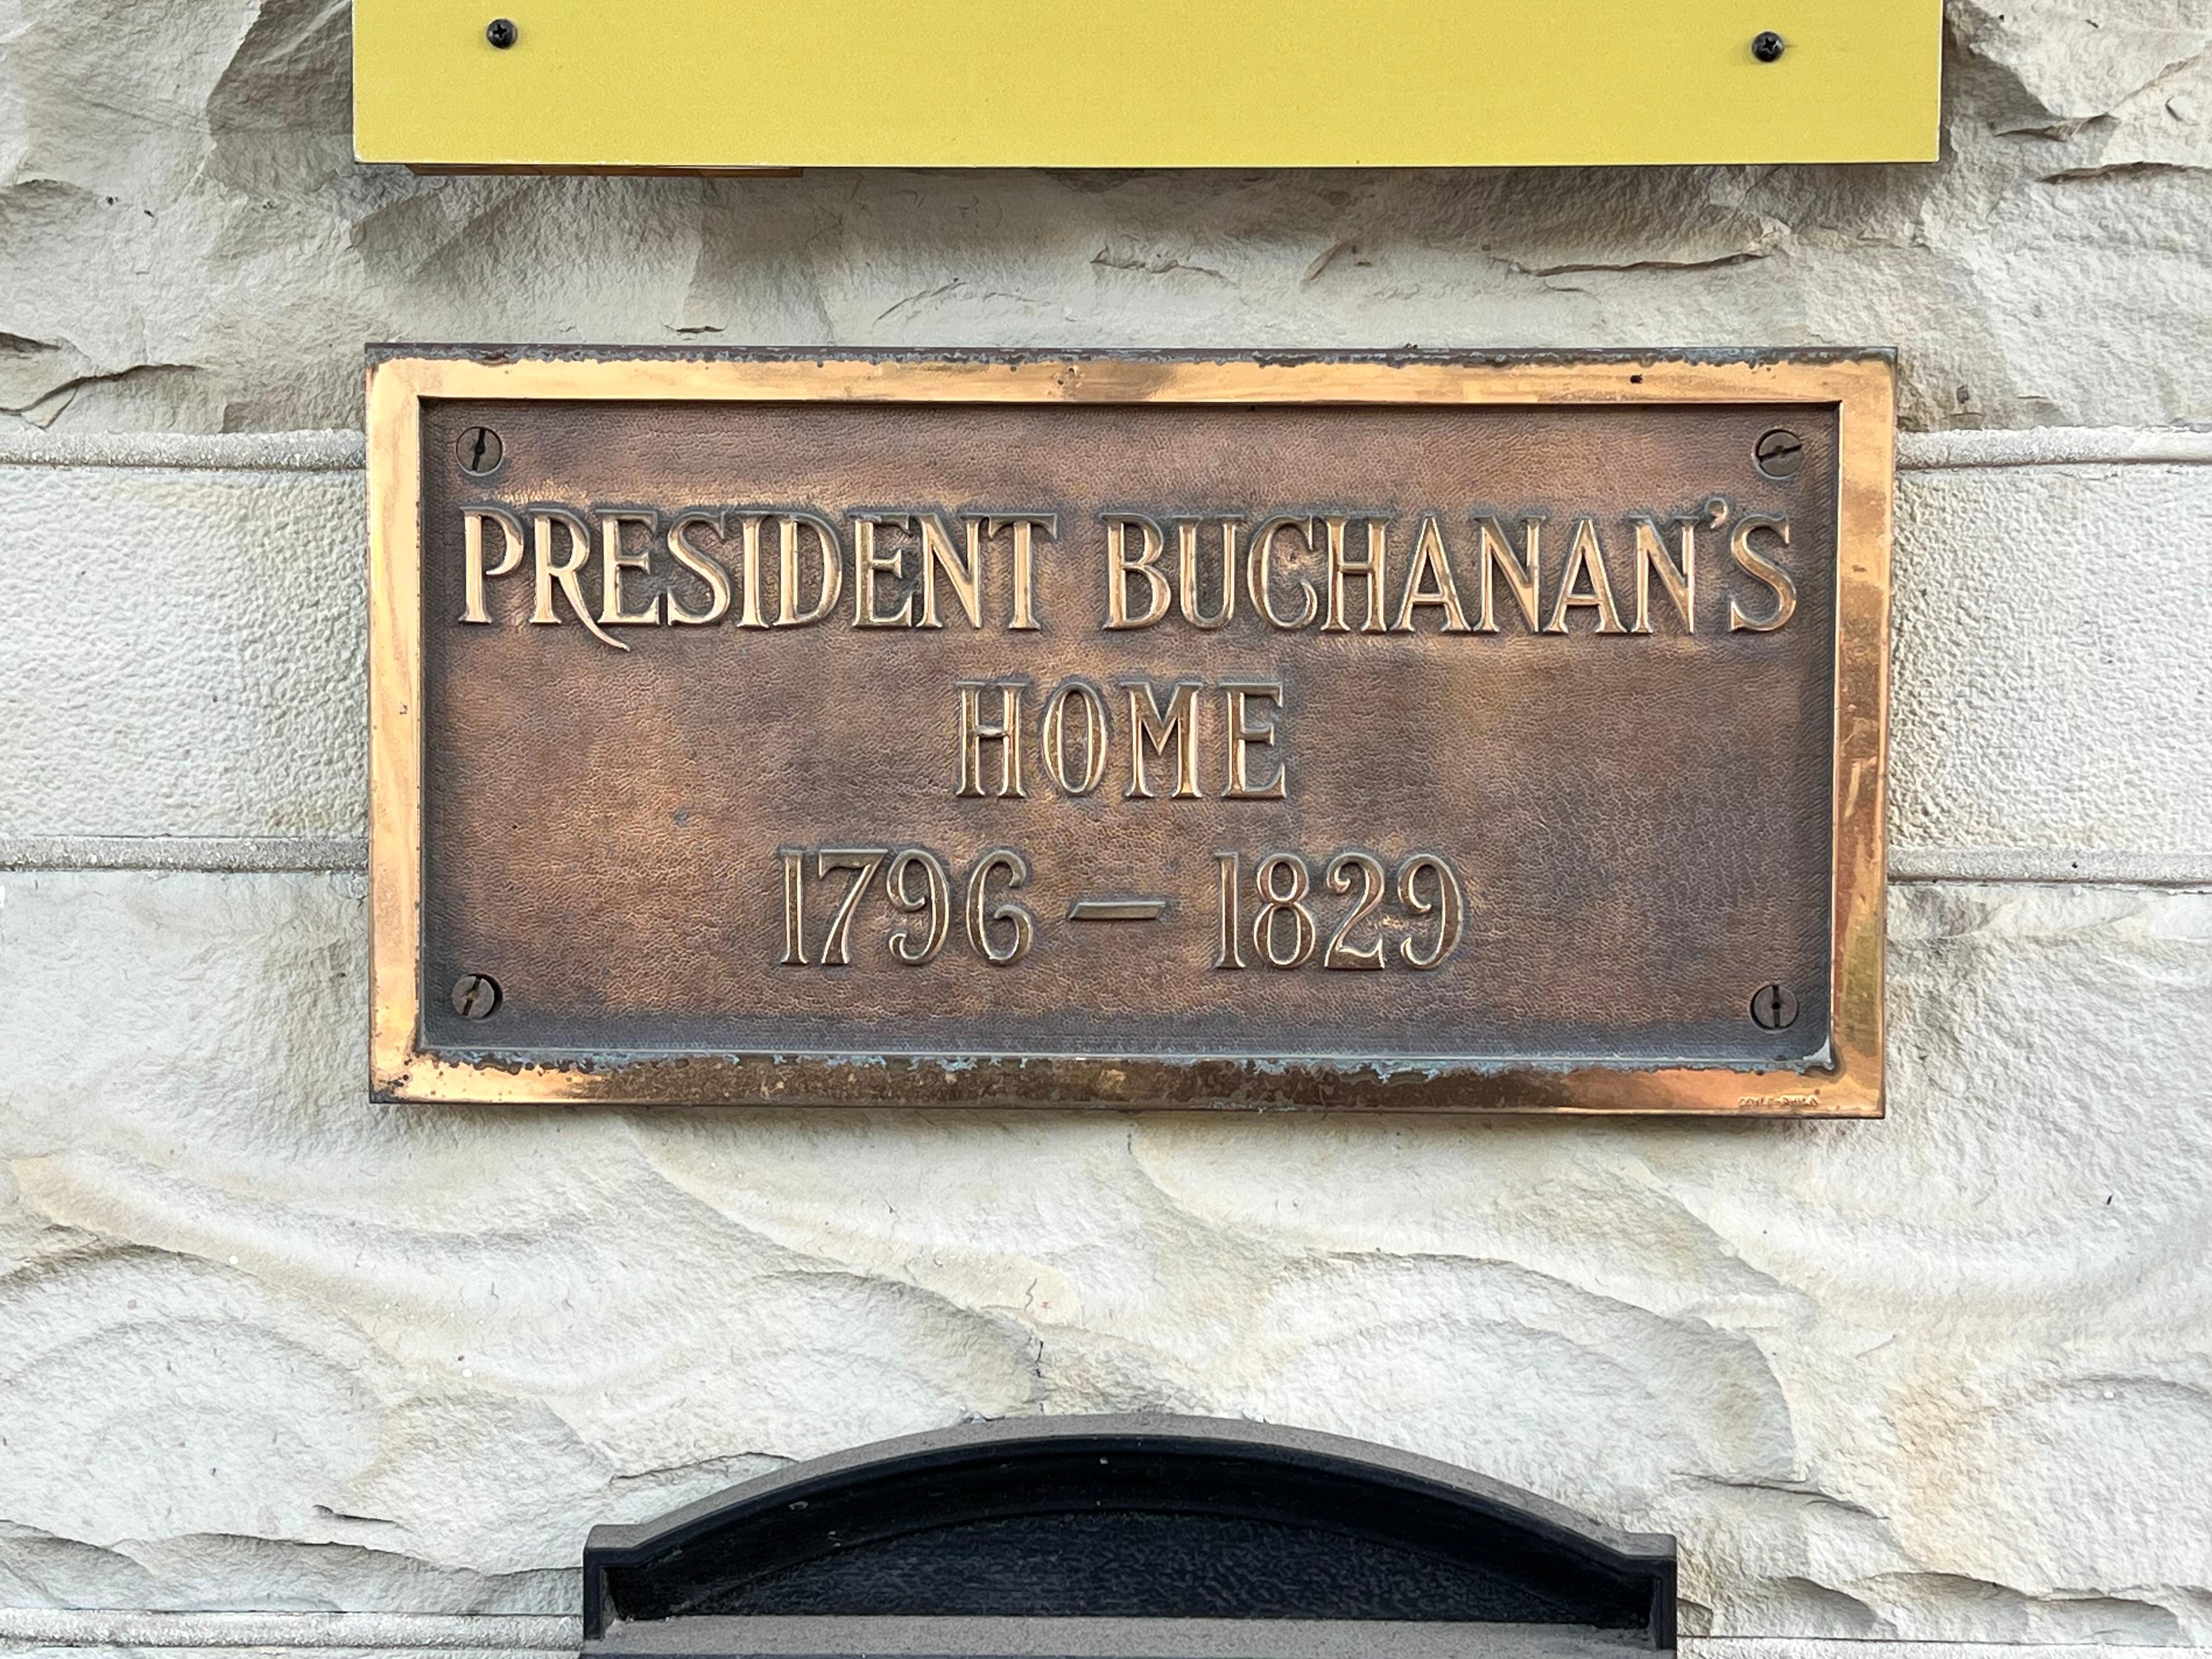 PRESIDENT BUCHANAN'S
HOME
1796 — 1829